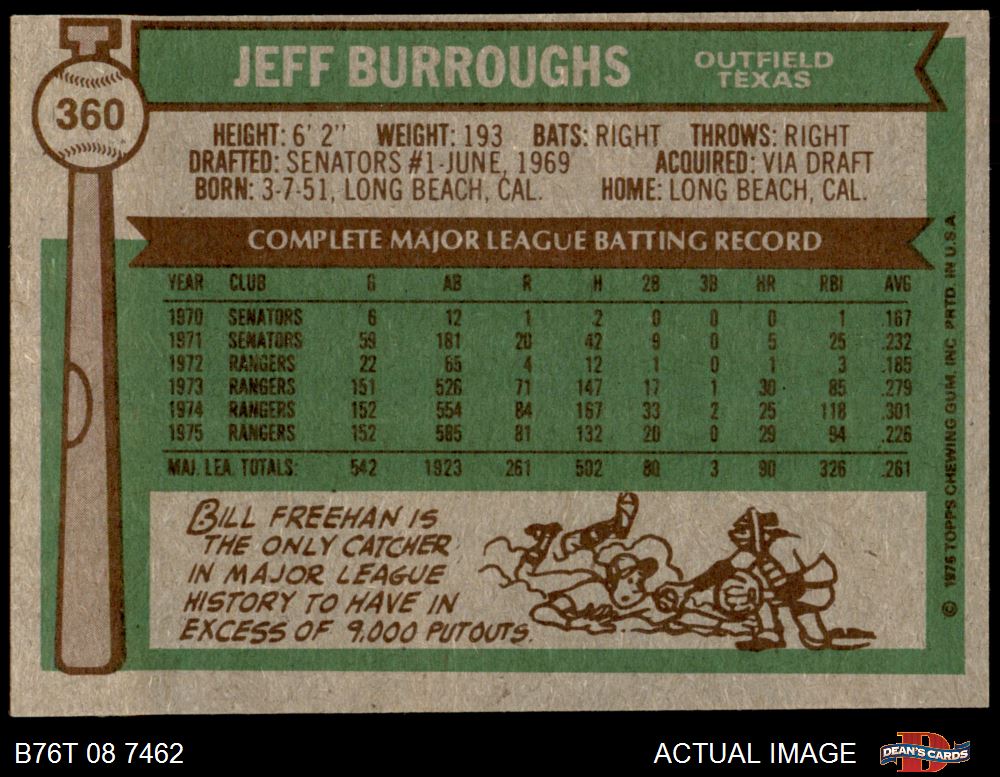 360
JEFF BURROUGHS
OUTFIELD
TEXAS
HEIGHT: 6' 2" WEIGHT: 193 BATS: RIGHT THROWS: RIGHT
DRAFTED: SENATORS #1-JUNE, 1969 ACQUIRED: VIA DRAFT
BORN: 3-7-51, LONG BEACH, CAL. HOME: LONG BEACH, CAL.
COMPLETE MAJOR LEAGUE BATTING RECORD
YEAR CLUB G AB R H 2B 3B HR RBI AVG
1970 SENATORS 6 12 1 2 0 0 0 1 .167
1971 SENATORS 59 181 20 42 9 0 5 25 .232
1972 RANGERS 22 65 4 12 1 0 1 3 .185
1973 RANGERS 151 526 71 147 17 1 30 85 .279
1974 RANGERS 152 554 84 167 33 2 25 118 .301
1975 RANGERS 152 585 81 132 20 0 29 94 .226
MAJ. LEA. TOTALS: 542 1923 261 502 80 3 90 326 .261
BILL FREEHAN IS
THE ONLY CATCHER
IN MAJOR LEAGUE
HISTORY TO HAVE IN
EXCESS OF 9,000 PUTOUTS.
© 1976 TOPPS CHEWING GUM, INC. PRTD. IN U.S.A.
B76T 08 7462
ACTUAL IMAGE
D
DEAN'S CARDS